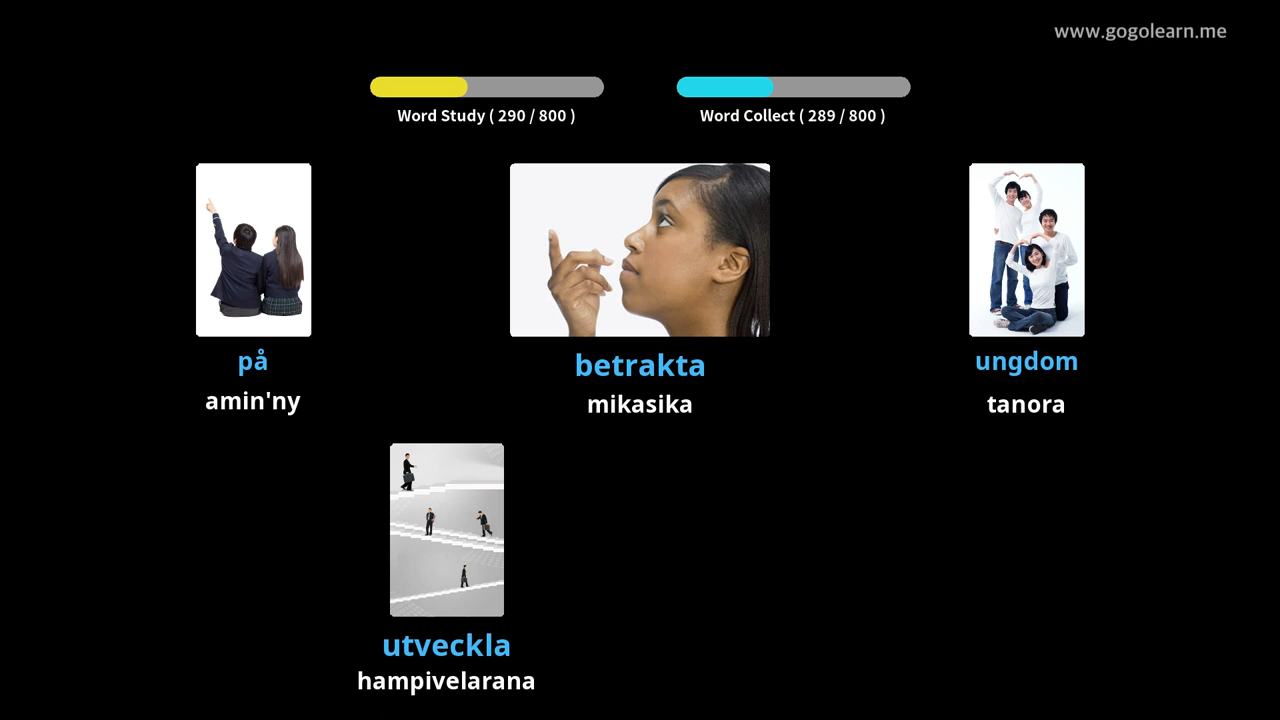 www.gogolearn.me
Word Study ( 290 / 800 )
Word Collect ( 289 / 800 )
på
amin'ny
betrakta
mikasika
ungdom
tanora
utveckla
hampivelarana